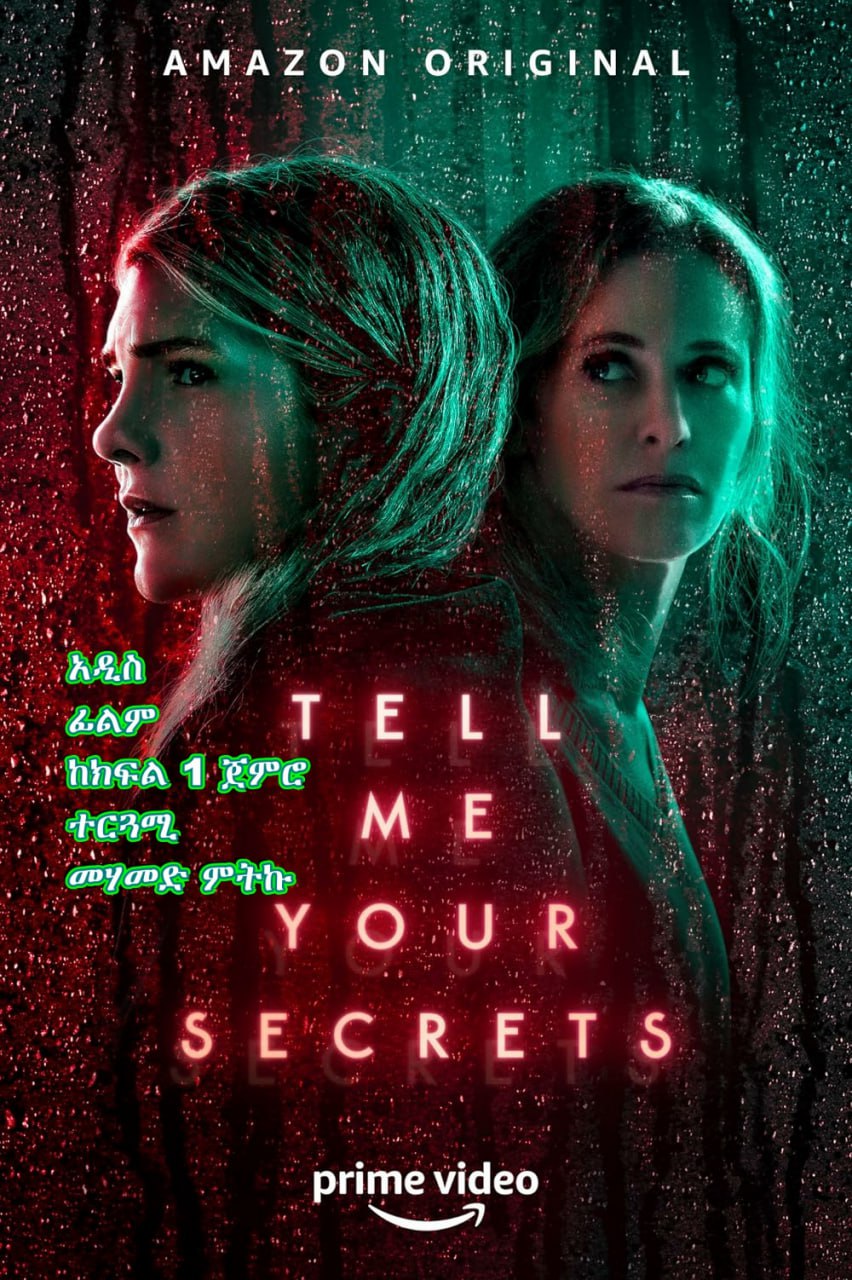 AMAZON ORIGINAL
አዲስ
ፊልም
ከክፍል 1 ጀምሮ
ተርጓሚ
መሃመድ ምትኩ
TELL
ME
YOUR
SECRETS
prime video